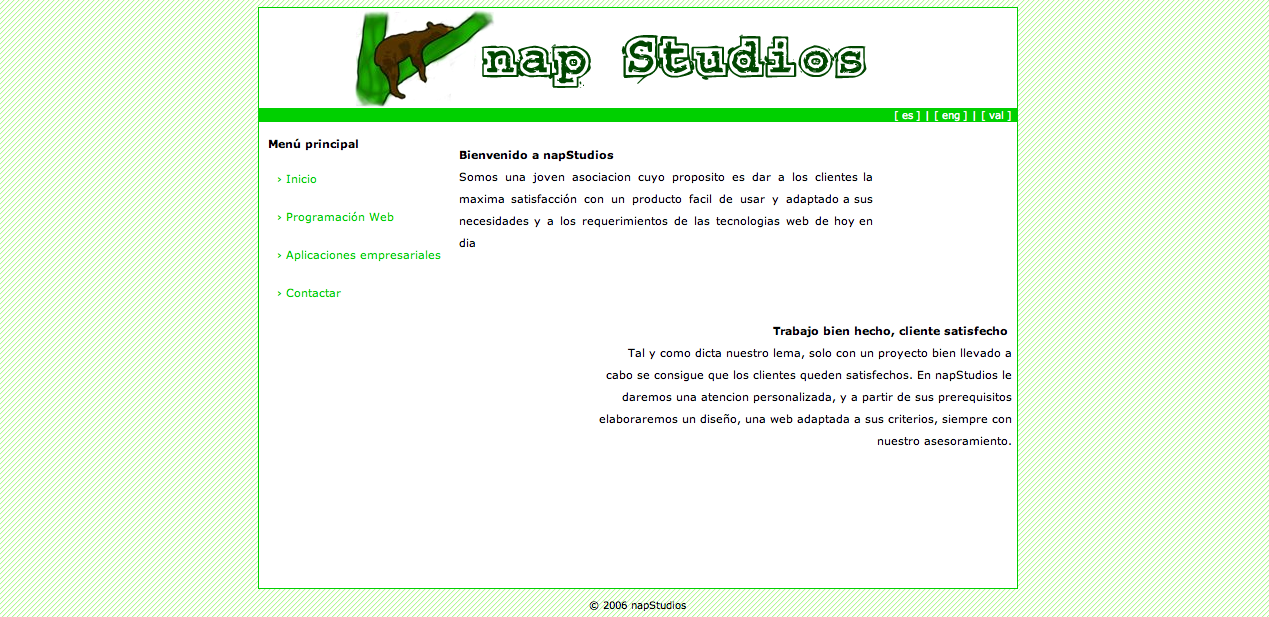 nap Studios
[ es ] | [ eng ] | [ val ]
Menú principal
› Inicio
› Programación Web
› Aplicaciones empresariales
› Contactar
Bienvenido a napStudios
Somos una joven asociacion cuyo proposito es dar a los clientes la
maxima satisfacción con un producto facil de usar y adaptado a sus
necesidades y a los requerimientos de las tecnologias web de hoy en
dia
Trabajo bien hecho, cliente satisfecho
Tal y como dicta nuestro lema, solo con un proyecto bien llevado a
cabo se consigue que los clientes queden satisfechos. En napStudios le
daremos una atencion personalizada, y a partir de sus prerequisitos
elaboraremos un diseño, una web adaptada a sus criterios, siempre con
nuestro asesoramiento.
© 2006 napStudios